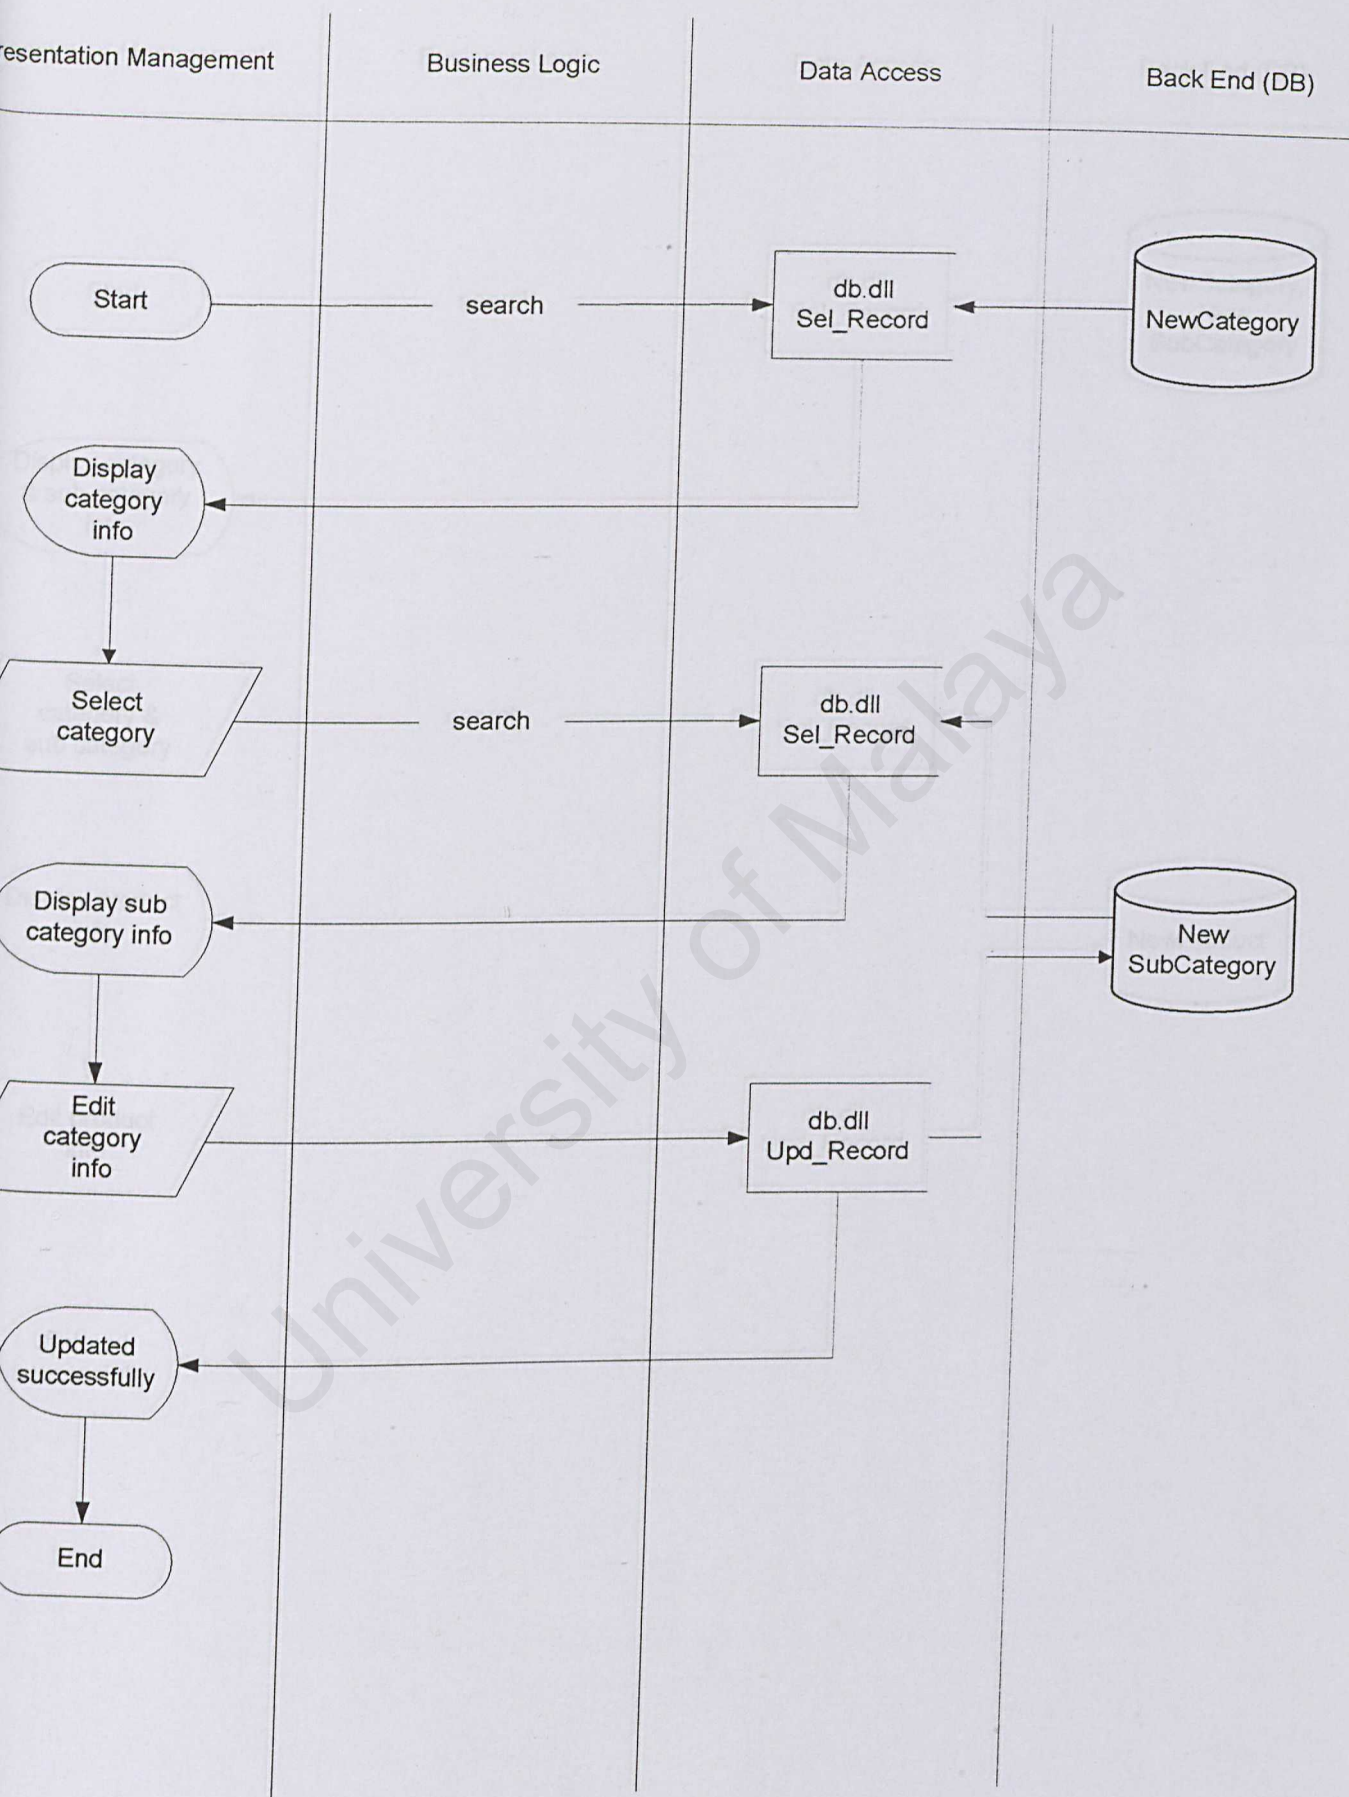 resentation Management
Business Logic
Data Access
Back End (DB)
Start
search
db.dll
Sel_Record
NewCategory
Display
category
info
Select
category
search
db.dll
Sel_Record
Display sub
category info
New
SubCategory
Edit
category
info
db.dll
Upd_Record
Updated
successfully
End
University of Malaya